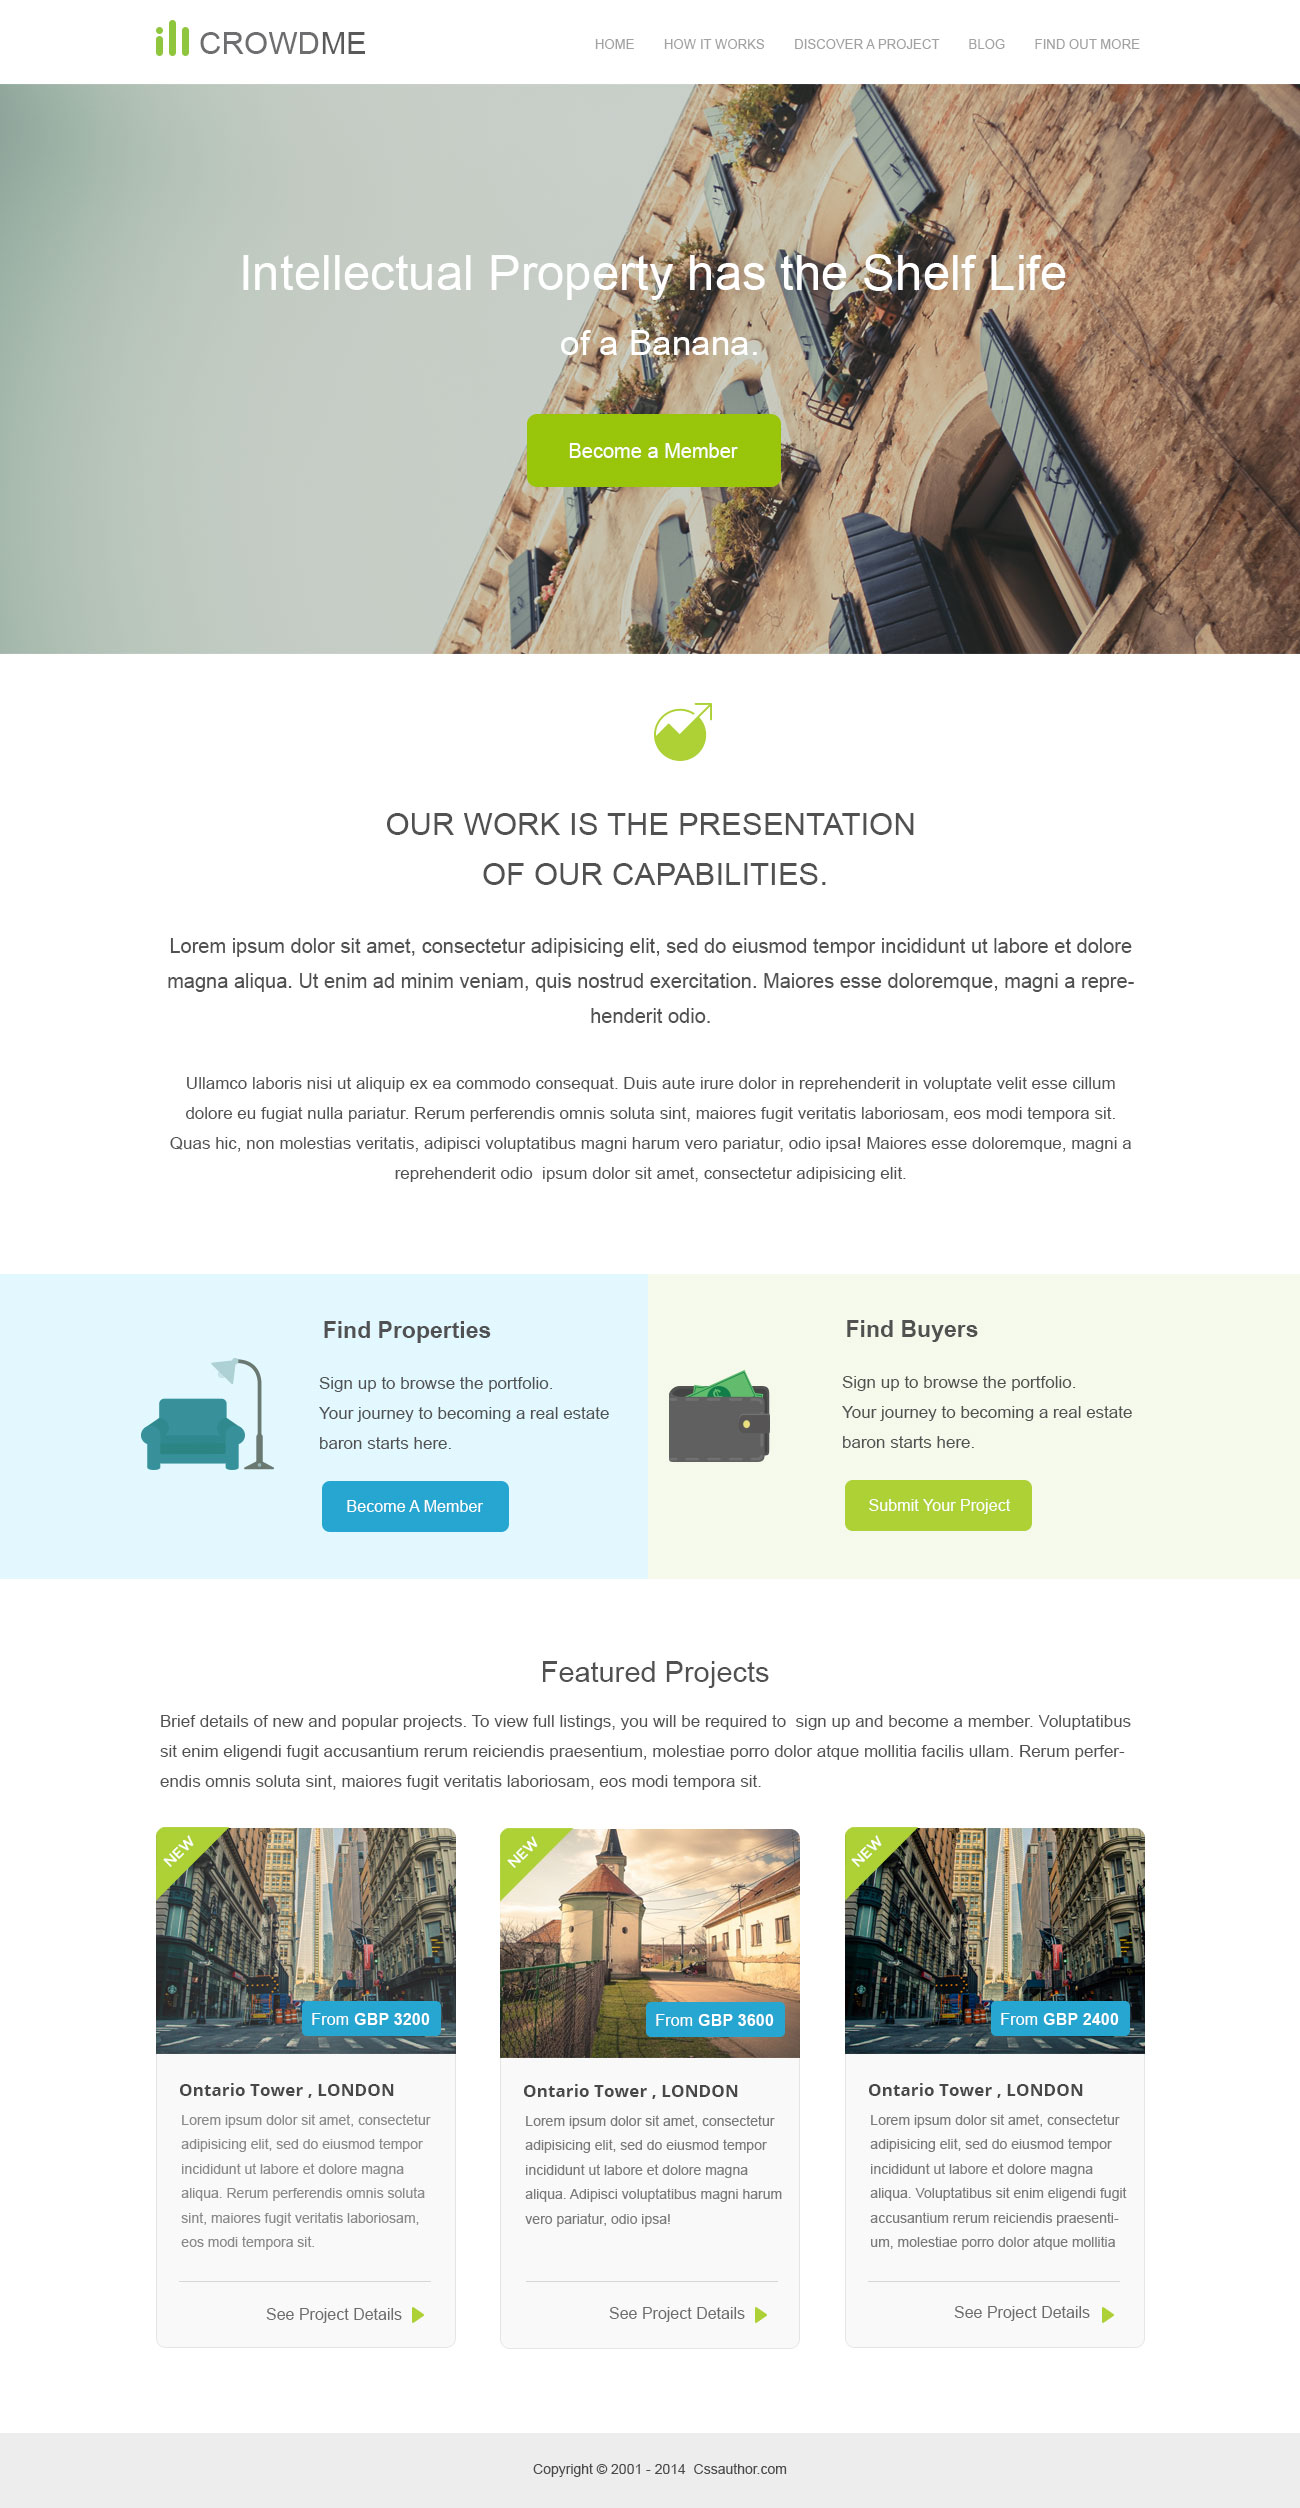 CROWDME
HOME HOW IT WORKS DISCOVER A PROJECT BLOG FIND OUT MORE
Intellectual Property has the Shelf Life
of a Banana.
Become a Member
OUR WORK IS THE PRESENTATION
OF OUR CAPABILITIES.
Lorem ipsum dolor sit amet, consectetur adipisicing elit, sed do eiusmod tempor incididunt ut labore et dolore
magna aliqua. Ut enim ad minim veniam, quis nostrud exercitation. Maiores esse doloremque, magni a repre-
henderit odio.
Ullamco laboris nisi ut aliquip ex ea commodo consequat. Duis aute irure dolor in reprehenderit in voluptate velit esse cillum
dolore eu fugiat nulla pariatur. Rerum perferendis omnis soluta sint, maiores fugit veritatis laboriosam, eos modi tempora sit.
Quas hic, non molestias veritatis, adipisci voluptatibus magni harum vero pariatur, odio ipsa! Maiores esse doloremque, magni a
reprehenderit odio  ipsum dolor sit amet, consectetur adipisicing elit.
Find Properties
Sign up to browse the portfolio.
Your journey to becoming a real estate
baron starts here.
Become A Member
Find Buyers
Sign up to browse the portfolio.
Your journey to becoming a real estate
baron starts here.
Submit Your Project
Featured Projects
Brief details of new and popular projects. To view full listings, you will be required to  sign up and become a member. Voluptatibus
sit enim eligendi fugit accusantium rerum reiciendis praesentium, molestiae porro dolor atque mollitia facilis ullam. Rerum perfer-
endis omnis soluta sint, maiores fugit veritatis laboriosam, eos modi tempora sit.
NEW
From GBP 3200
Ontario Tower , LONDON
Lorem ipsum dolor sit amet, consectetur
adipisicing elit, sed do eiusmod tempor
incididunt ut labore et dolore magna
aliqua. Rerum perferendis omnis soluta
sint, maiores fugit veritatis laboriosam,
eos modi tempora sit.
See Project Details
NEW
From GBP 3600
Ontario Tower , LONDON
Lorem ipsum dolor sit amet, consectetur
adipisicing elit, sed do eiusmod tempor
incididunt ut labore et dolore magna
aliqua. Adipisci voluptatibus magni harum
vero pariatur, odio ipsa!
See Project Details
NEW
From GBP 2400
Ontario Tower , LONDON
Lorem ipsum dolor sit amet, consectetur
adipisicing elit, sed do eiusmod tempor
incididunt ut labore et dolore magna
aliqua. Voluptatibus sit enim eligendi fugit
accusantium rerum reiciendis praesenti-
um, molestiae porro dolor atque mollitia
See Project Details
Copyright © 2001 - 2014  Cssauthor.com